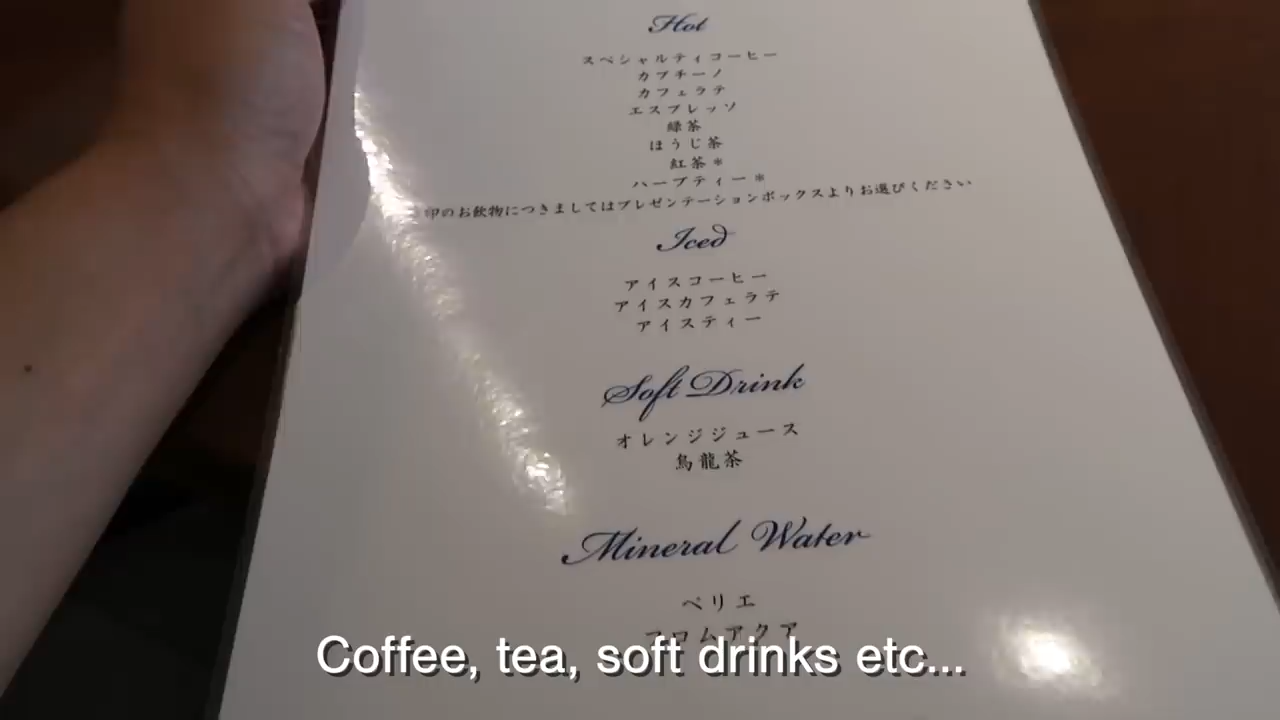 Hot
スペシャルティコーヒー
カプチーノ
カフェラテ
エスプレッソ
緑茶
ほうじ茶
紅茶＊
ハーブティー＊
印のお飲物につきましてはプレゼンテーションボックスよりお選びください
Iced
アイスコーヒー
アイスカフェラテ
アイスティー
Soft Drink
オレンジジュース
烏龍茶
Mineral Water
ペリエ
フロムアクア
Coffee, tea, soft drinks etc...